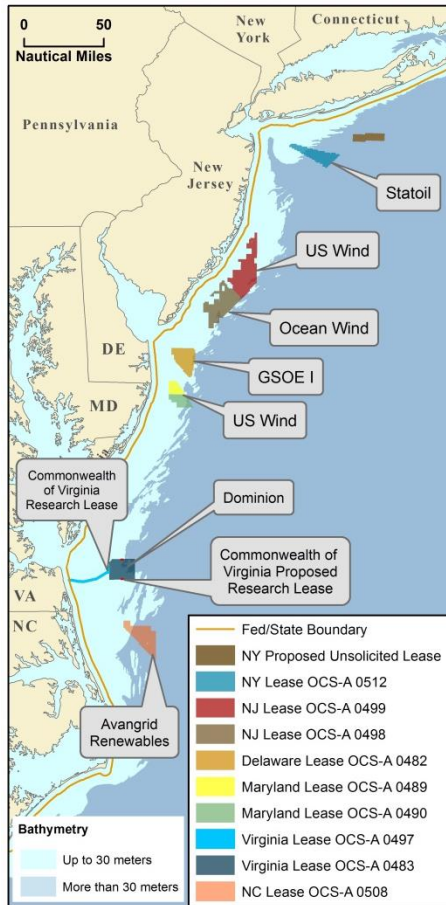 0 50
Nautical Miles
New
York
Connecticut
Pennsylvania
New
Jersey
Statoil
US Wind
Ocean Wind
DE
GSOE I
MD
US Wind
Commonwealth
of Virginia
Research Lease
Dominion
Commonwealth of
Virginia Proposed
Research Lease
VA
NC
Avangrid
Renewables
Bathymetry
Up to 30 meters
More than 30 meters
Fed/State Boundary
NY Proposed Unsolicited Lease
NY Lease OCS-A 0512
NJ Lease OCS-A 0499
NJ Lease OCS-A 0498
Delaware Lease OCS-A 0482
Maryland Lease OCS-A 0489
Maryland Lease OCS-A 0490
Virginia Lease OCS-A 0497
Virginia Lease OCS-A 0483
NC Lease OCS-A 0508